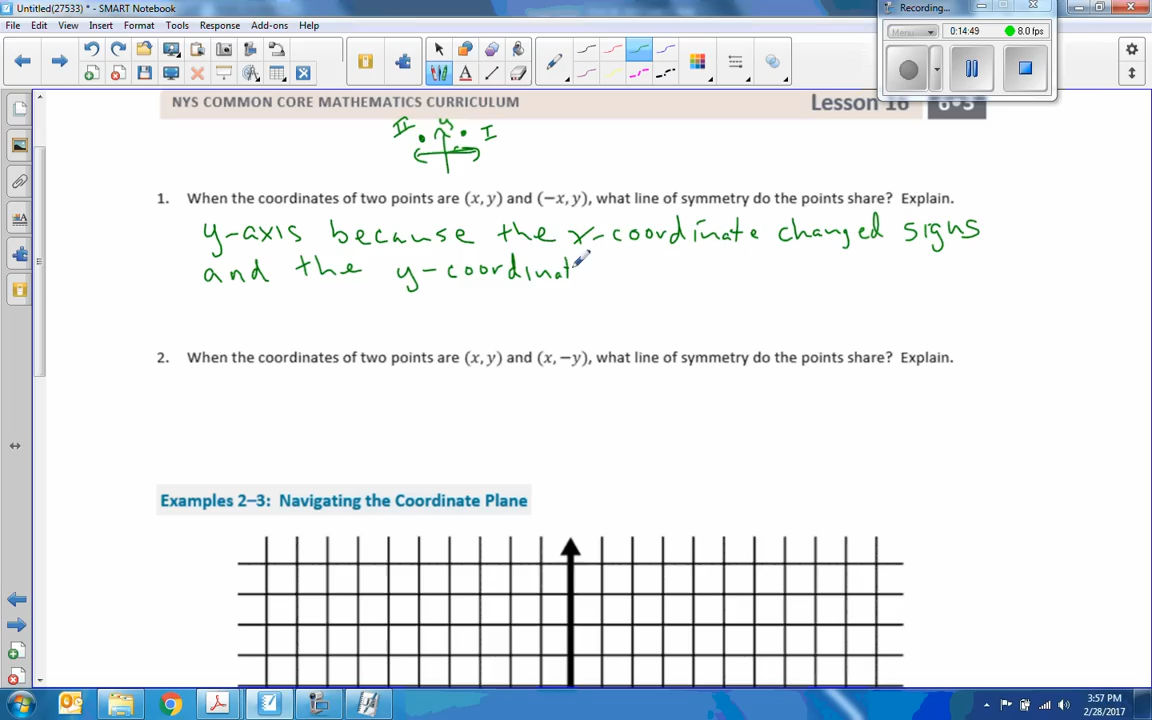 Untitled(27533) * - SMART Notebook
Recording...
File Edit View Insert Format Tools Response Add-ons Help
Menu 0:14:49 8.0 fps
NYS COMMON CORE MATHEMATICS CURRICULUM Lesson 16 6•3
II y I
1. When the coordinates of two points are (x, y) and (−x, y), what line of symmetry do the points share? Explain.
y-axis because the x-coordinate changed signs
and the y-coordinat
2. When the coordinates of two points are (x, y) and (x, −y), what line of symmetry do the points share? Explain.
Examples 2–3: Navigating the Coordinate Plane
3:57 PM
2/28/2017